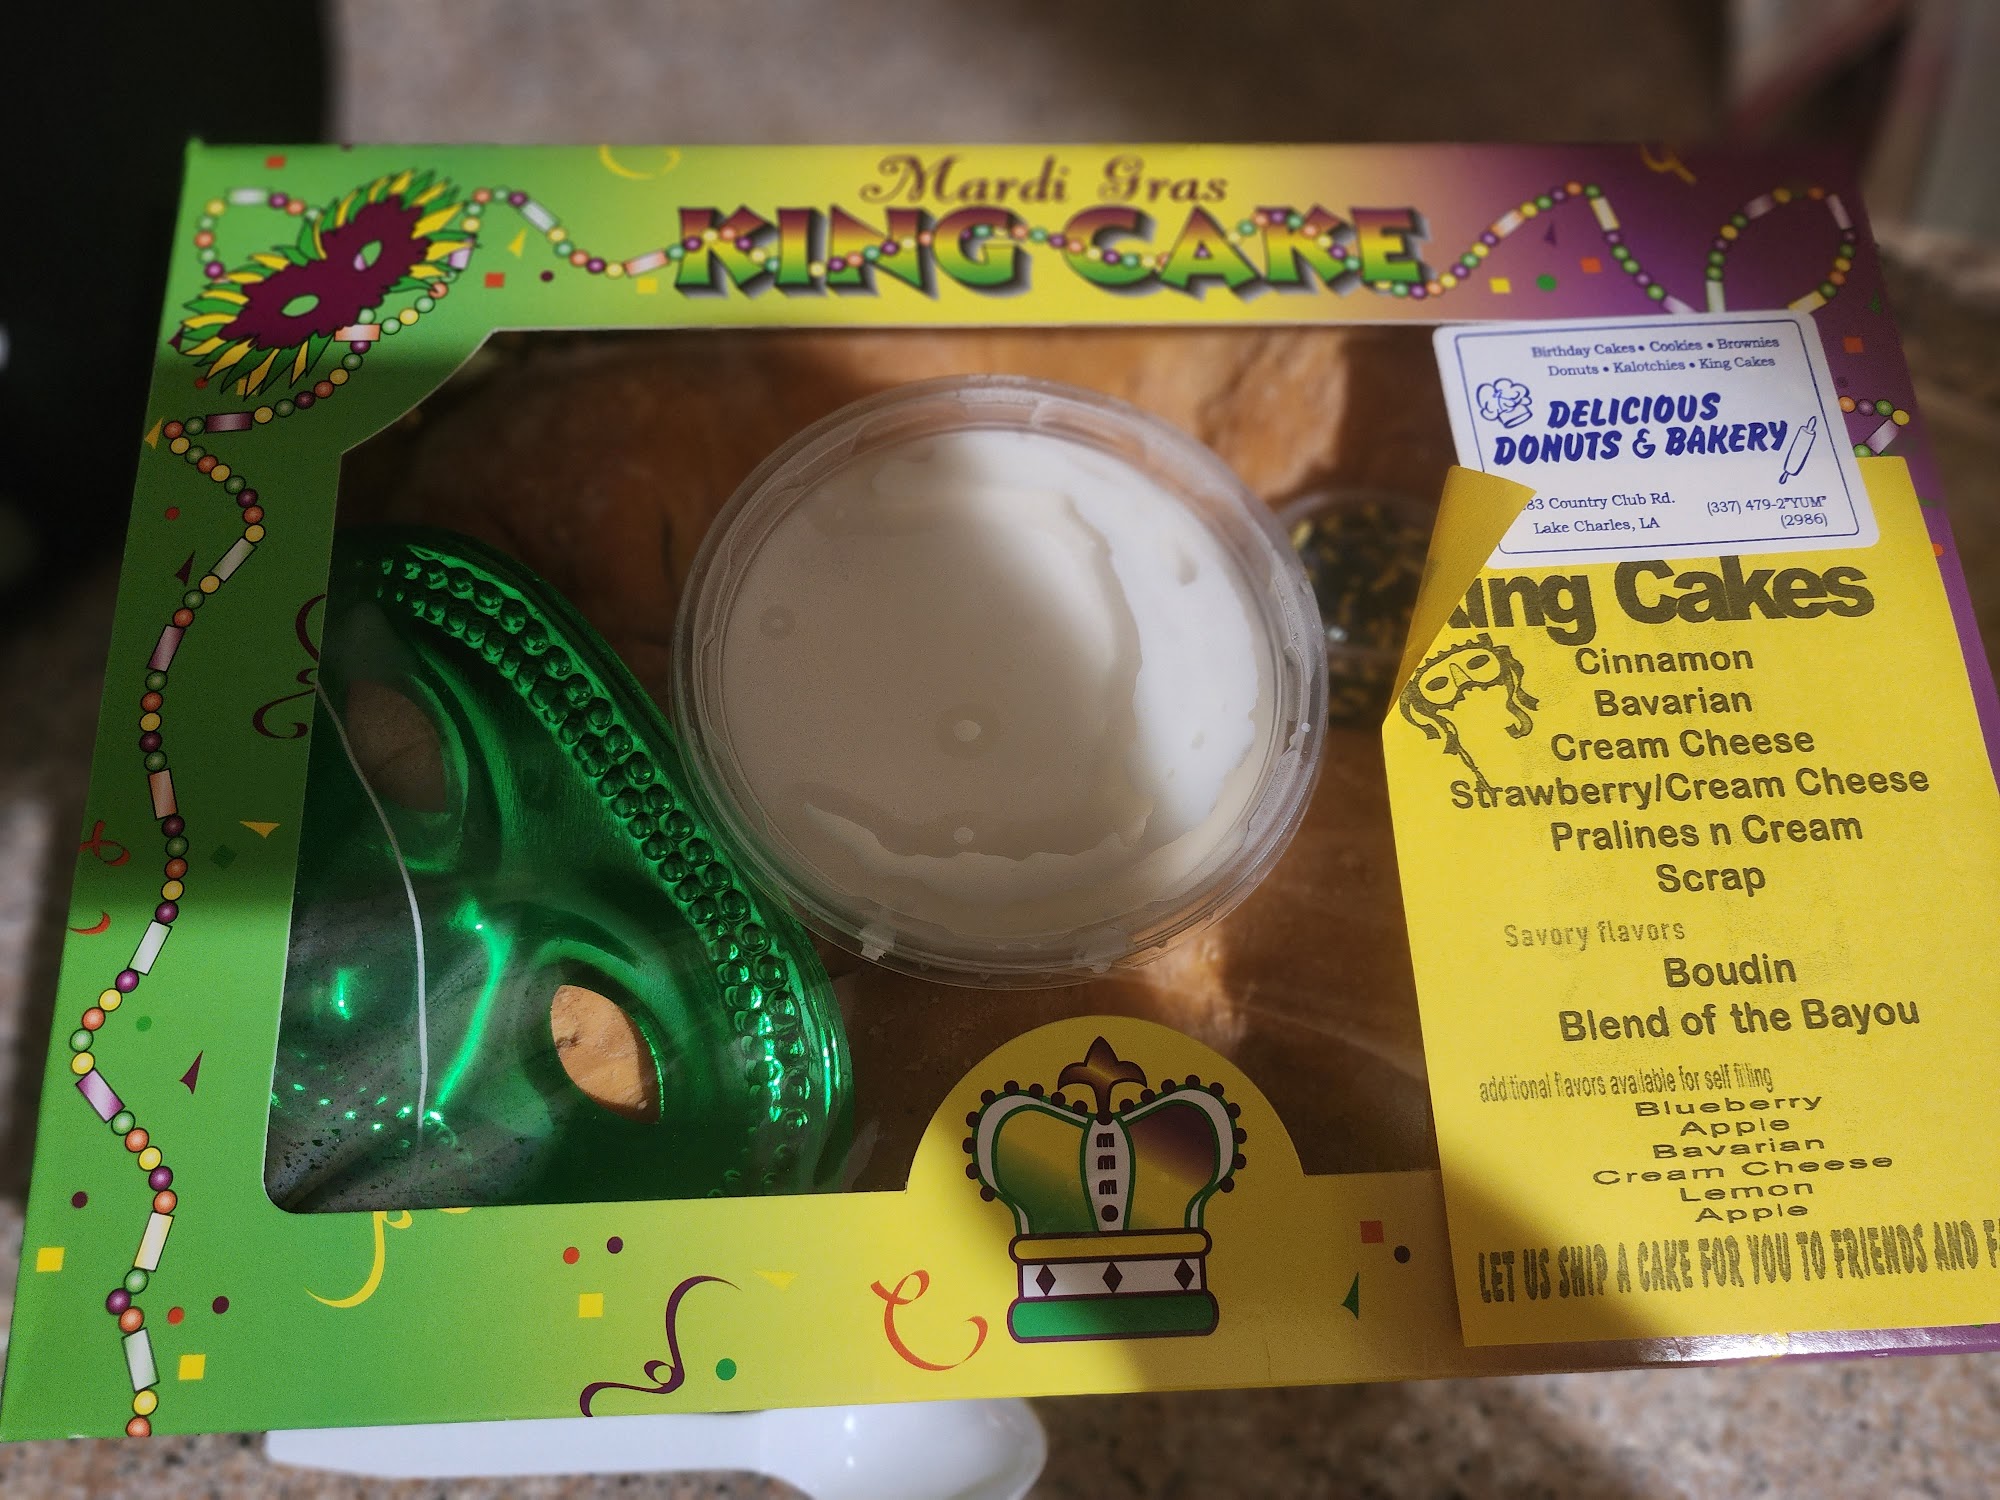 Mardi Gras
KING CAKE
Birthday Cakes • Cookies • Brownies
Donuts • Kalotchies • King Cakes
DELICIOUS
DONUTS & BAKERY
83 Country Club Rd.
Lake Charles, LA
(337) 479-2"YUM"
(2986)
ing Cakes
Cinnamon
Bavarian
Cream Cheese
Strawberry/Cream Cheese
Pralines n Cream
Scrap
Savory flavors
Boudin
Blend of the Bayou
additional flavors available for self filling
Blueberry
Apple
Bavarian
Cream Cheese
Lemon
Apple
LET US SHIP A CAKE FOR YOU TO FRIENDS AND